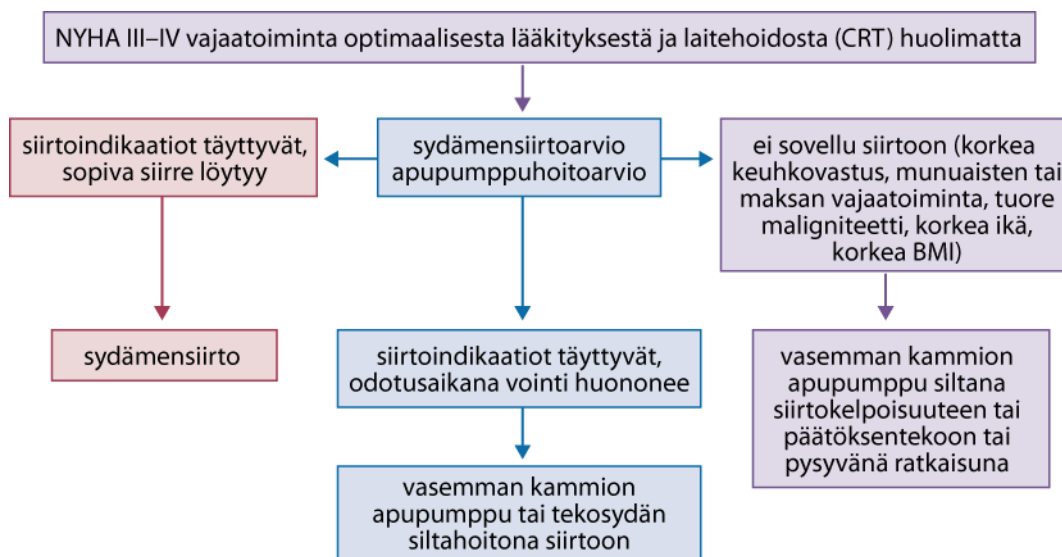 NYHA III–IV vajaatoiminta optimaalisesta lääkityksestä ja laitehoidosta (CRT) huolimatta
siirtoindikaatiot täyttyvät,
sopiva siirre löytyy
sydämensiirtoarvio
apupumppuhoitoarvio
ei sovellu siirtoon (korkea
keuhkovastus, munuaisten tai
maksan vajaatoiminta, tuore
maligniteetti, korkea ikä,
korkea BMI)
sydämensiirto
siirtoindikaatiot täyttyvät,
odotusaikana vointi huononee
vasemman kammion
apupumppu siltana
siirtokelpoisuuteen tai
päätöksentekoon tai
pysyvänä ratkaisuna
vasemman kammion
apupumppu tai tekosydän
siltahoitona siirtoon